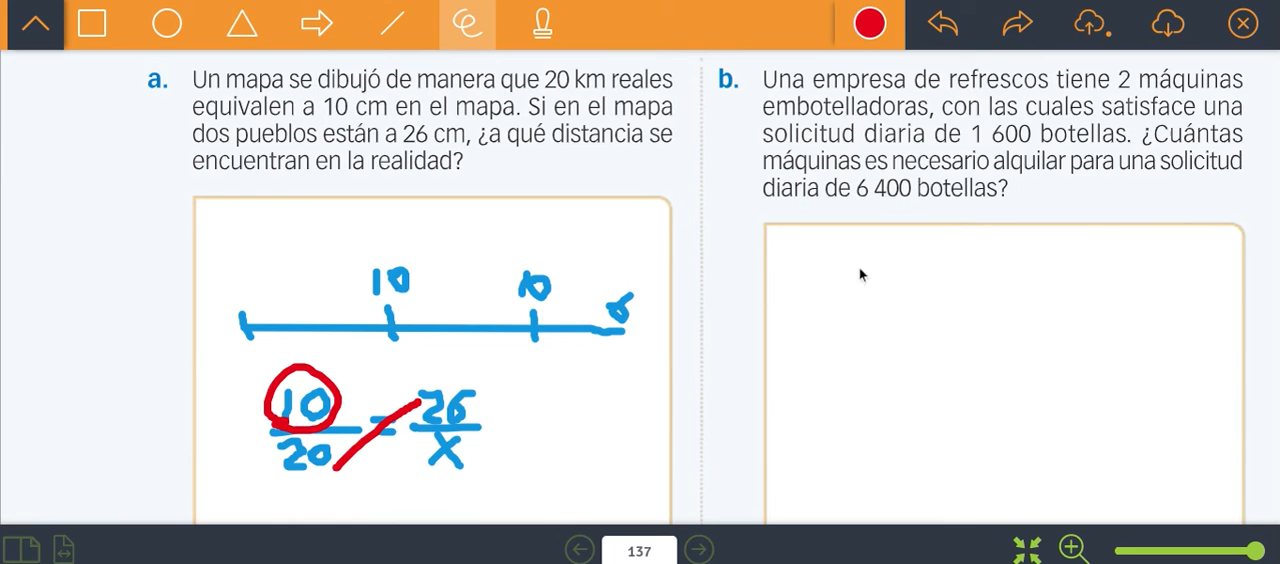 a. Un mapa se dibujó de manera que 20 km reales
equivalen a 10 cm en el mapa. Si en el mapa
dos pueblos están a 26 cm, ¿a qué distancia se
encuentran en la realidad?
10 10 6
10 = 26
20 x
b. Una empresa de refrescos tiene 2 máquinas
embotelladoras, con las cuales satisface una
solicitud diaria de 1 600 botellas. ¿Cuántas
máquinas es necesario alquilar para una solicitud
diaria de 6 400 botellas?
137